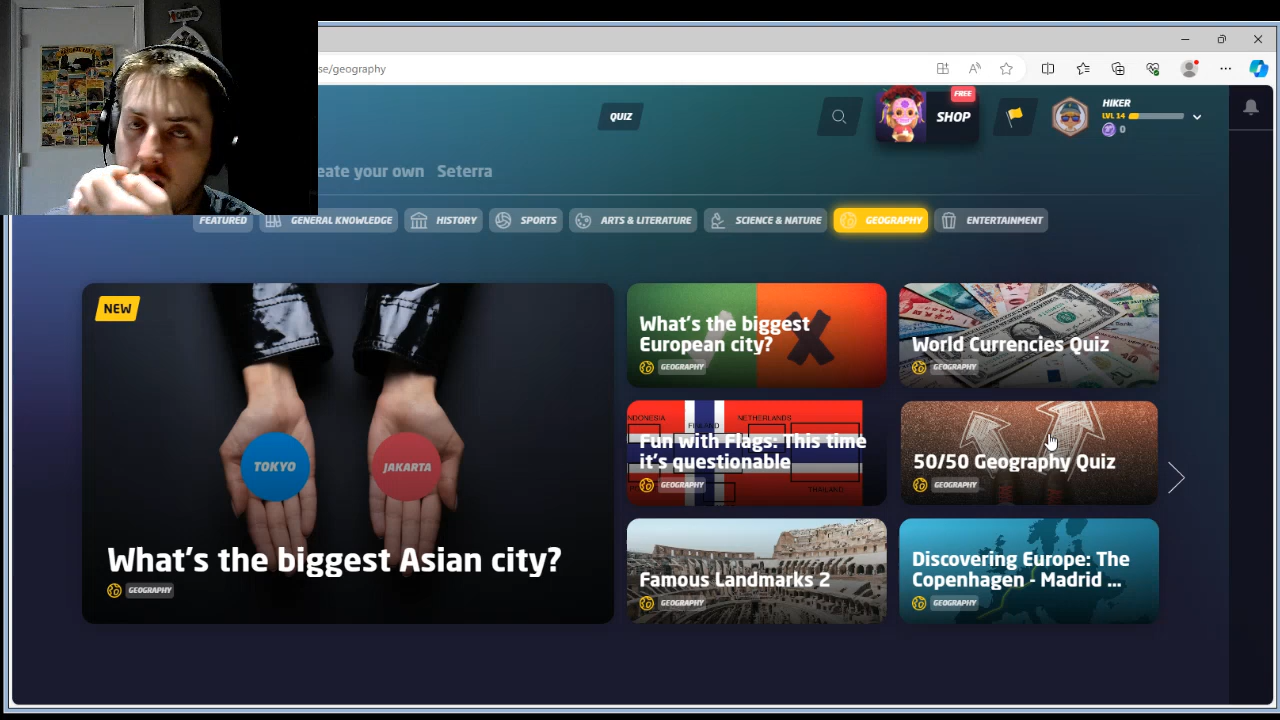 se/geography
QUIZ
FREE
SHOP
HIKER
LVL 14
0
eate your own
Seterra
FEATURED
GENERAL KNOWLEDGE
HISTORY
SPORTS
ARTS & LITERATURE
SCIENCE & NATURE
GEOGRAPHY
ENTERTAINMENT
NEW
TOKYO
JAKARTA
What's the biggest Asian city?
GEOGRAPHY
What's the biggest
European city?
GEOGRAPHY
World Currencies Quiz
GEOGRAPHY
NDONESIA
NETHERLANDS
Fun with Flags: This time
it's questionable
GEOGRAPHY
THAILAND
50/50 Geography Quiz
GEOGRAPHY
Famous Landmarks 2
GEOGRAPHY
Discovering Europe: The
Copenhagen - Madrid ...
GEOGRAPHY